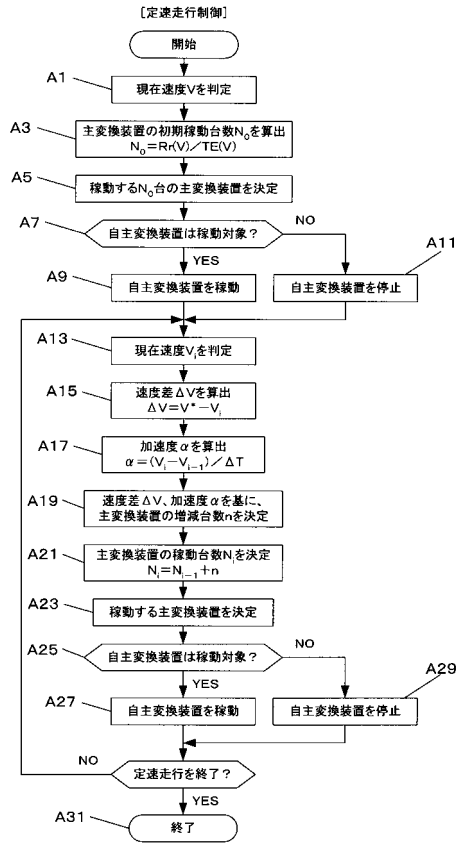 [定速走行制御]
開始
A1
現在速度Vを判定
A3
主変換装置の初期稼動台数N₀を算出
N₀=Rr(V)/TE(V)
A5
稼動するN₀台の主変換装置を決定
A7
自主変換装置は稼動対象?
NO
YES
A9
自主変換装置を稼動
A11
自主変換装置を停止
A13
現在速度Vᵢを判定
A15
速度差ΔVを算出
ΔV=V*-Vᵢ
A17
加速度αを算出
α=(Vᵢ-Vᵢ₋₁)/ΔT
A19
速度差ΔV、加速度αを基に、
主変換装置の増減台数nを決定
A21
主変換装置の稼動台数Nᵢを決定
Nᵢ=Nᵢ₋₁+n
A23
稼動する主変換装置を決定
A25
自主変換装置は稼動対象?
NO
YES
A27
自主変換装置を稼動
A29
自主変換装置を停止
NO
定速走行を終了?
YES
A31
終了